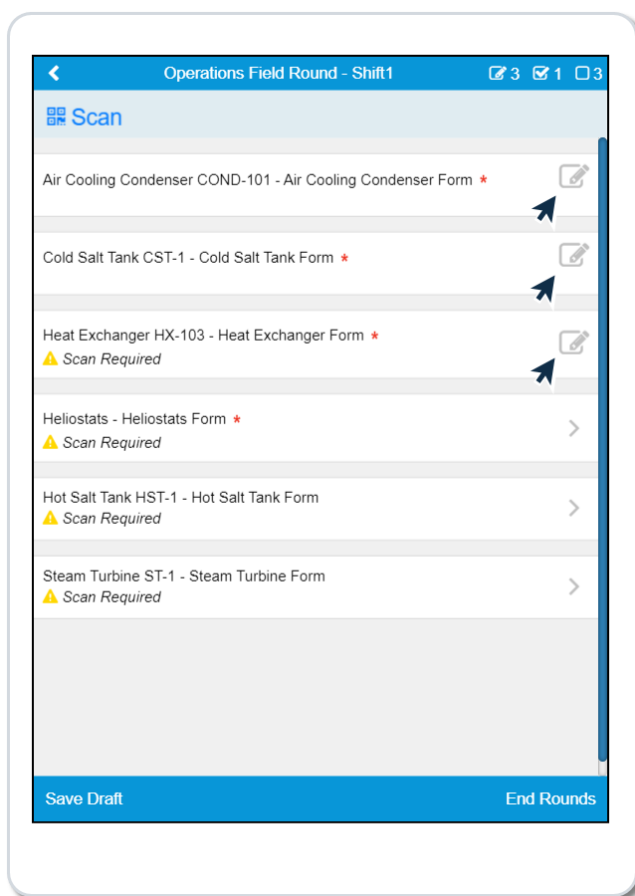 Operations Field Round - Shift1 3 1 3
Scan
Air Cooling Condenser COND-101 - Air Cooling Condenser Form *
Cold Salt Tank CST-1 - Cold Salt Tank Form *
Heat Exchanger HX-103 - Heat Exchanger Form *
Scan Required
Heliostats - Heliostats Form *
Scan Required
Hot Salt Tank HST-1 - Hot Salt Tank Form
Scan Required
Steam Turbine ST-1 - Steam Turbine Form
Scan Required
Save Draft End Rounds